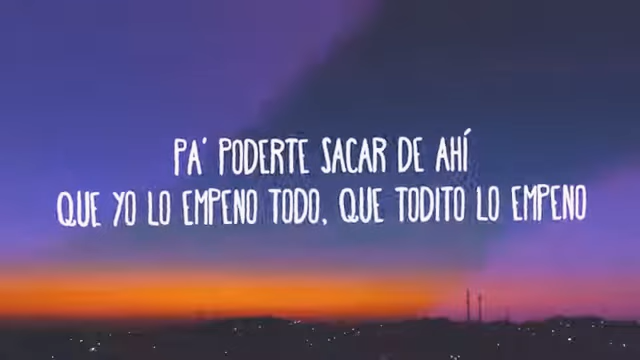 PA' PODERTE SACAR DE AHÍ
QUE YO LO EMPENO TODO, QUE TODITO LO EMPENO